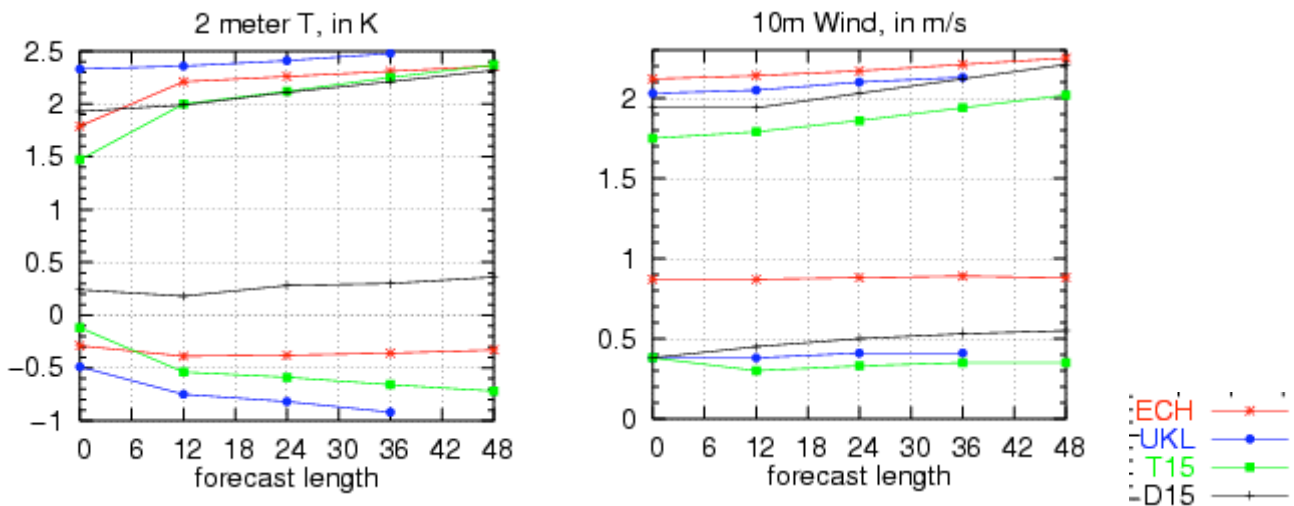 2 meter T, in K
2.5
2
1.5
1
0.5
0
−0.5
−1
0 6 12 18 24 30 36 42 48
forecast length
10m Wind, in m/s
2
1.5
1
0.5
0
0 6 12 18 24 30 36 42 48
forecast length
ECH
UKL
T15
D15